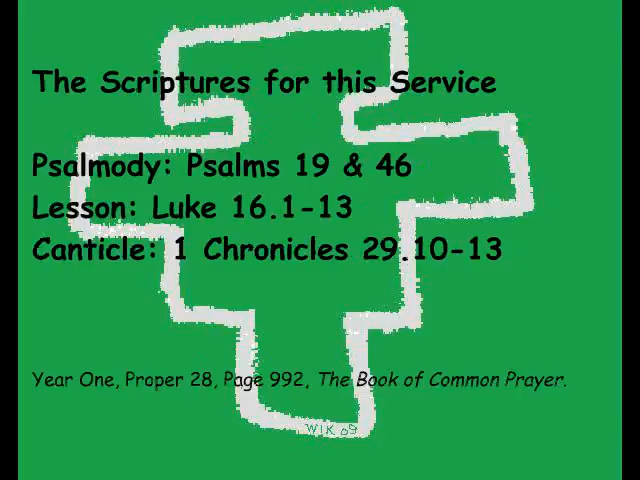 The Scriptures for this Service
Psalmody: Psalms 19 & 46
Lesson: Luke 16.1-13
Canticle: 1 Chronicles 29.10-13
Year One, Proper 28, Page 992, The Book of Common Prayer.
WIK 09